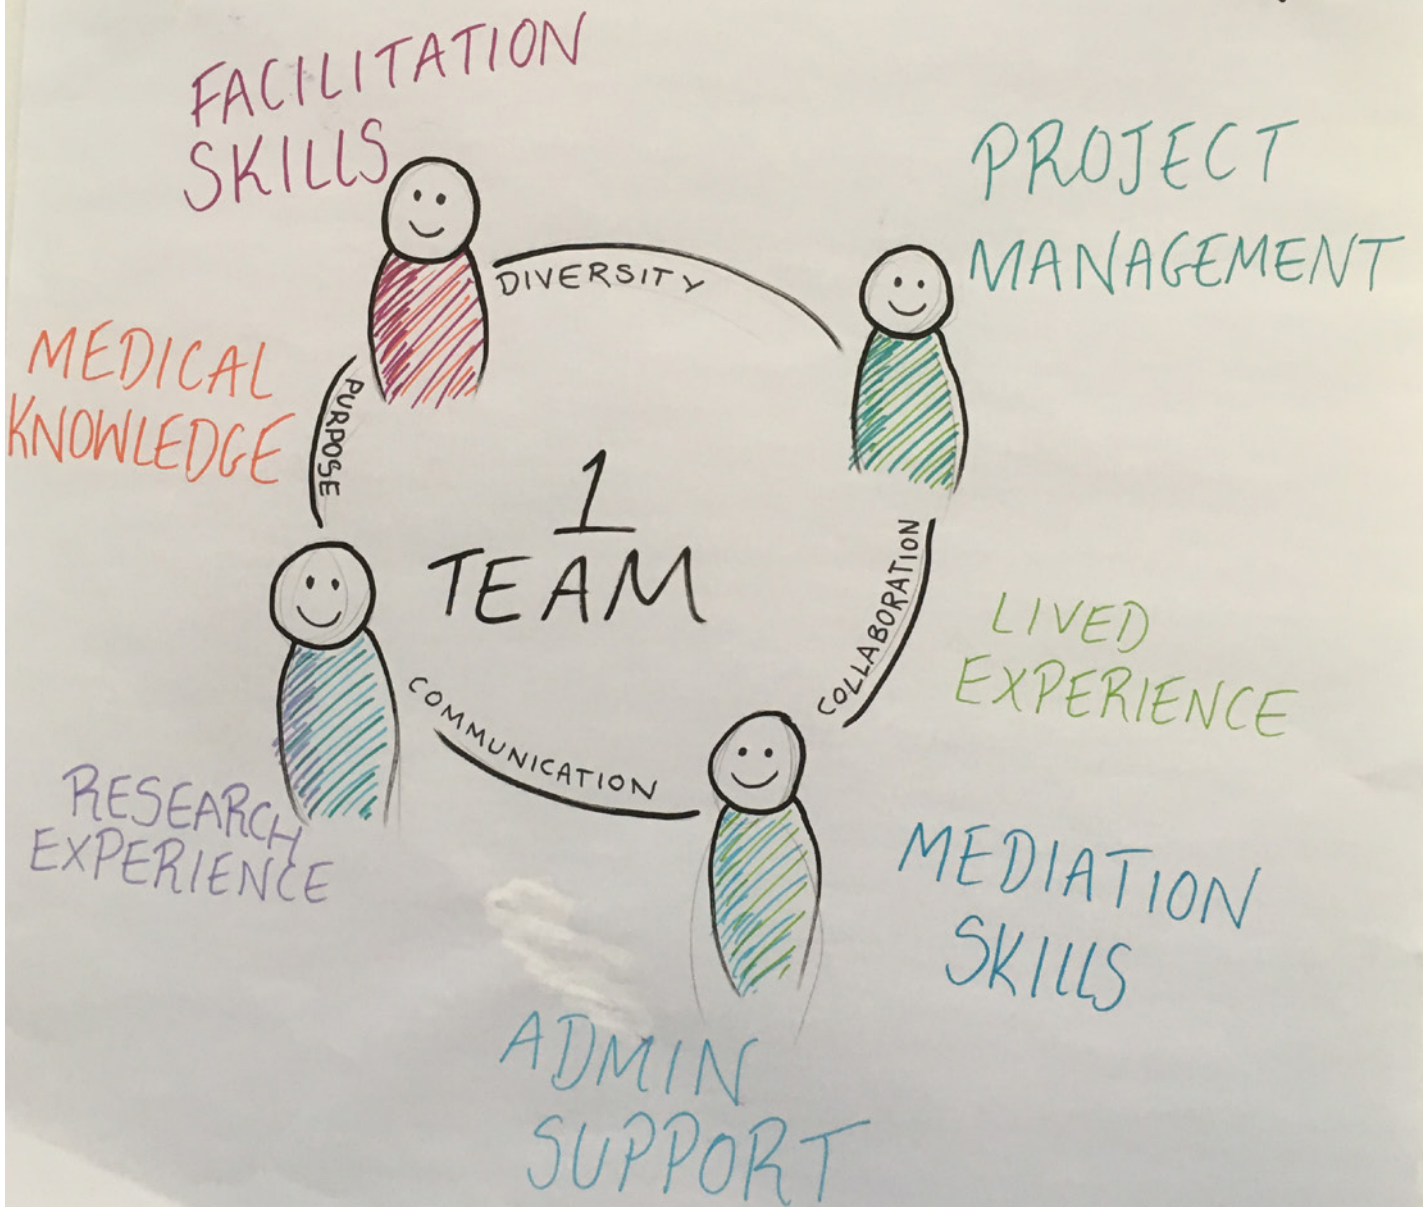 FACILITATION
SKILLS
PROJECT
MANAGEMENT
DIVERSITY
MEDICAL
KNOWLEDGE
PURPOSE
1
TEAM
COLLABORATION
LIVED
EXPERIENCE
COMMUNICATION
RESEARCH
EXPERIENCE
MEDIATION
SKILLS
ADMIN
SUPPORT